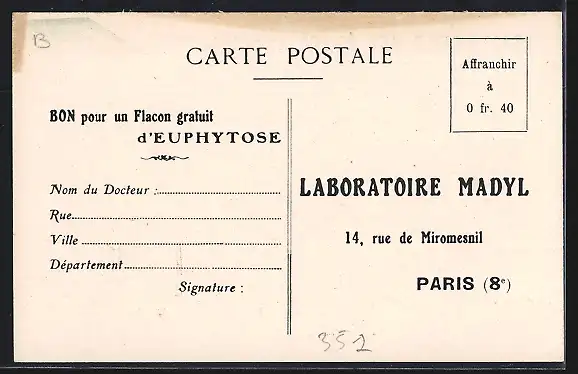 B
CARTE POSTALE
Affranchir
à
0 fr. 40
BON pour un Flacon gratuit
d'EUPHYTOSE
Nom du Docteur :
Rue
Ville
Département
Signature :
LABORATOIRE MADYL
14, rue de Miromesnil
PARIS (8e)
352